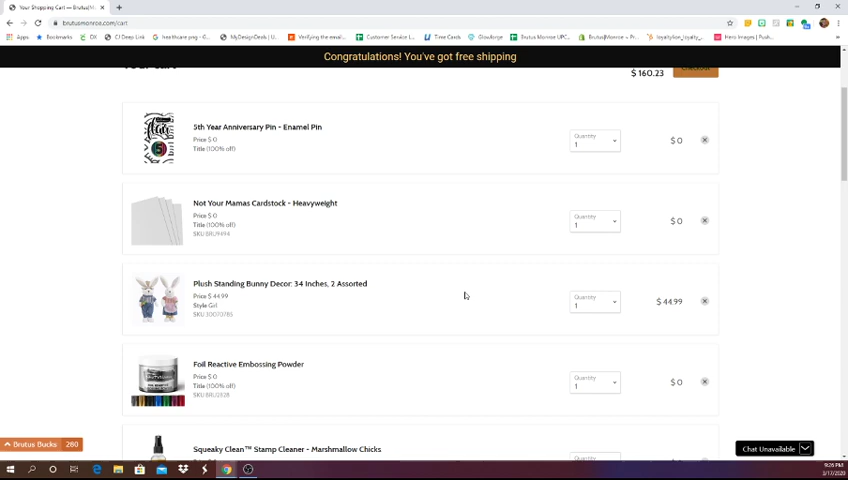 Your Shopping Cart — Brutus|Mo
brutusmonroe.com/cart
Apps
Bookmarks
DX
CJ Deep Link
healthcare.png - G...
MyDesignDeals | U...
Verifying the email...
Customer Service L...
Time Cards
Glowforge
Brutus Monroe UPC...
Brutus|Monroe + Pr...
loyaltylion_loyalty_...
Hero Images | Push...
Congratulations! You've got free shipping
$ 160.23
5th Year Anniversary Pin - Enamel Pin
Price $ 0
Title (100% off)
Quantity
1
$ 0
Not Your Mamas Cardstock - Heavyweight
Price $ 0
Title (100% off)
SKU: BRU9494
Quantity
1
$ 0
Plush Standing Bunny Decor: 34 Inches, 2 Assorted
Price $ 44.99
Style Girl
SKU: 30070785
Quantity
1
$ 44.99
Foil Reactive Embossing Powder
Price $ 0
Title (100% off)
SKU: BRU2828
Quantity
1
$ 0
Squeaky Clean™ Stamp Cleaner - Marshmallow Chicks
Quantity
Brutus Bucks 280
Chat Unavailable
9:26 PM
3/17/2020